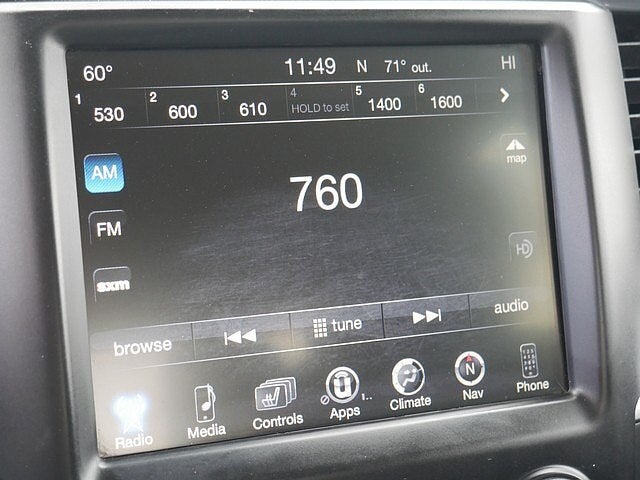 60° 11:49 N 71° out. HI
1 530 2 600 3 610 4 HOLD to set 5 1400 6 1600
map
AM
760
FM
HD
sxm
browse tune audio
Radio Media Controls Apps Climate N Nav Phone